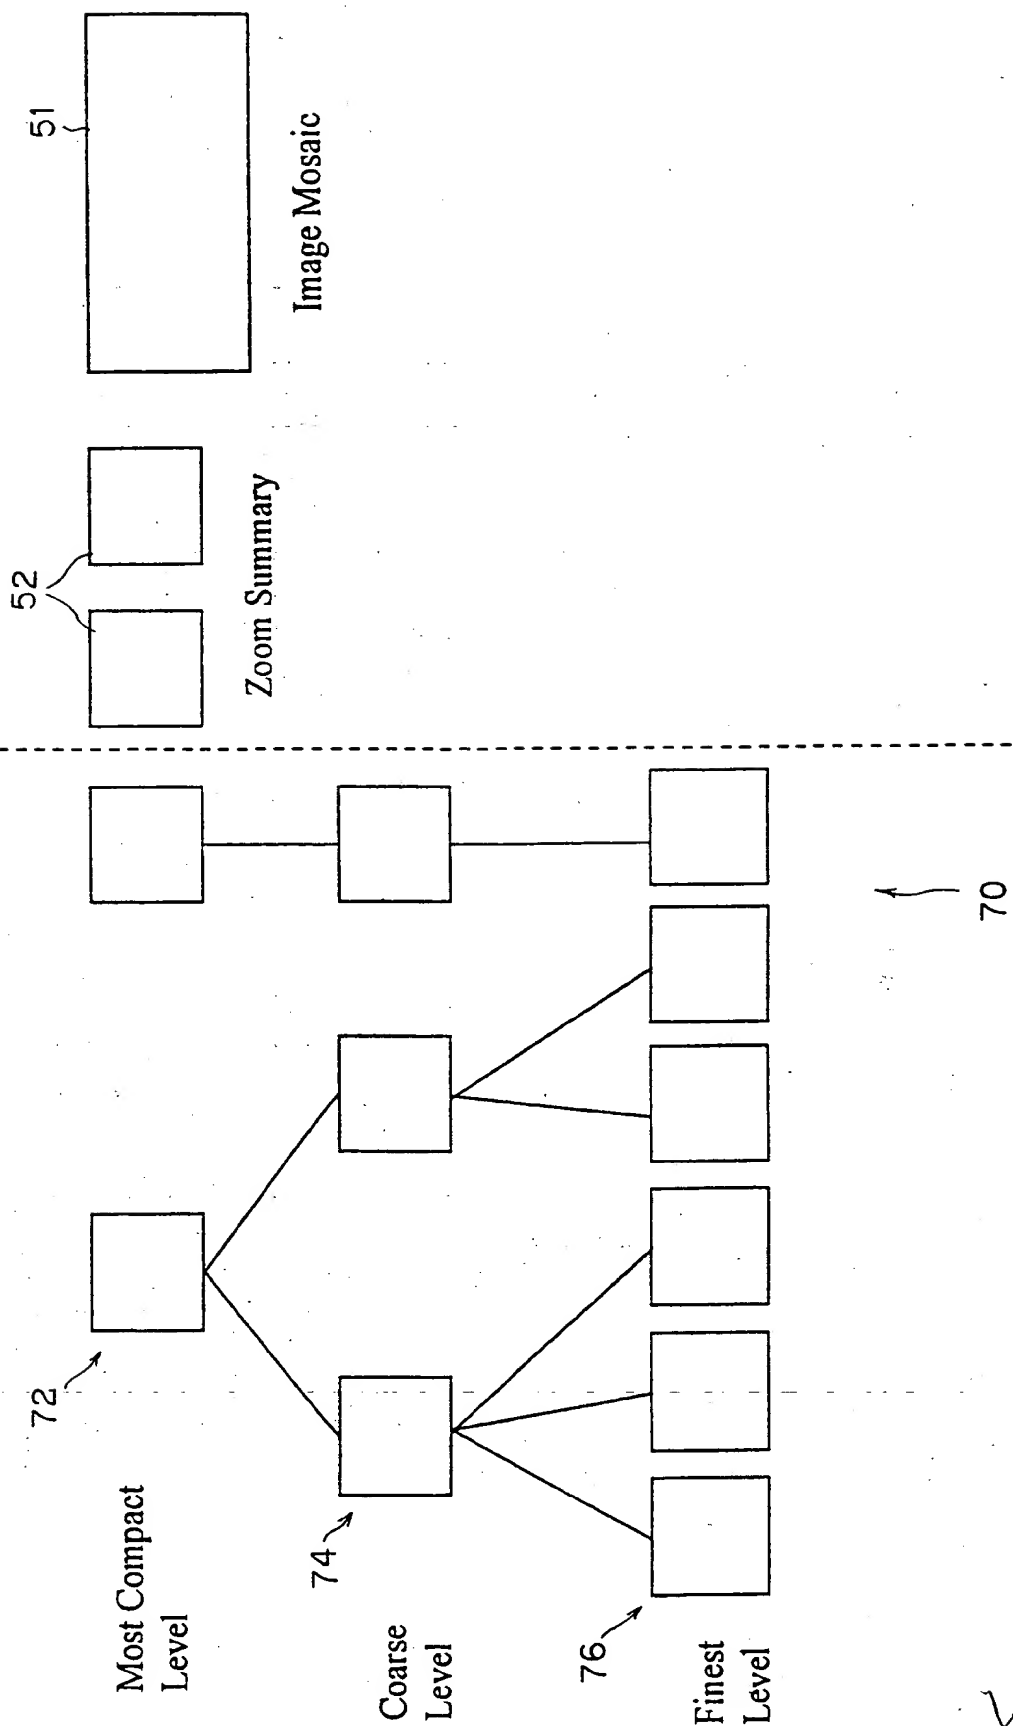 Most Compact
Level
72
52
51
Zoom Summary
Image Mosaic
Coarse
Level
74
Finest
Level
76
70